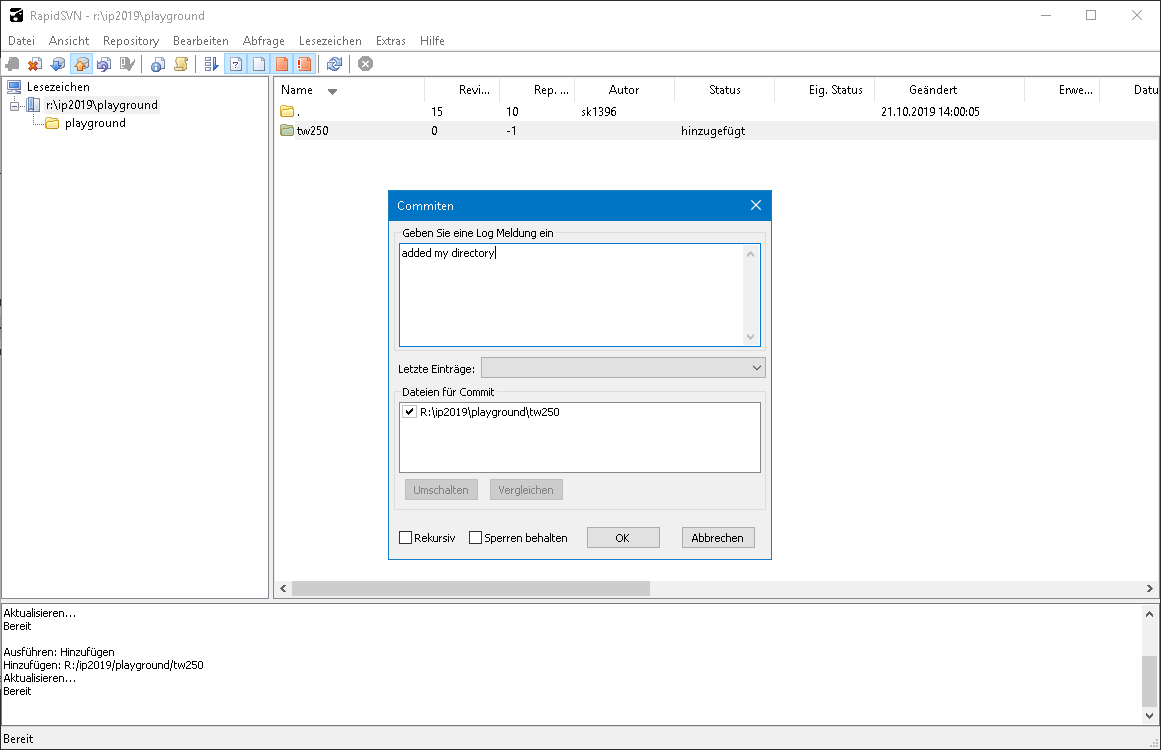 RapidSVN - r:\ip2019\playground
Datei Ansicht Repository Bearbeiten Abfrage Lesezeichen Extras Hilfe
Lesezeichen
r:\ip2019\playground
playground
Name Revi... Rep. ... Autor Status Eig. Status Geändert Erwe... Datu
. 15 10 sk1396 21.10.2019 14:00:05
tw250 0 -1 hinzugefügt
Commiten
Geben Sie eine Log Meldung ein
added my directory
Letzte Einträge:
Dateien für Commit
R:\ip2019\playground\tw250
Umschalten Vergleichen
Rekursiv Sperren behalten OK Abbrechen
Aktualisieren...
Bereit
Ausführen: Hinzufügen
Hinzufügen: R:/ip2019/playground/tw250
Aktualisieren...
Bereit
Bereit